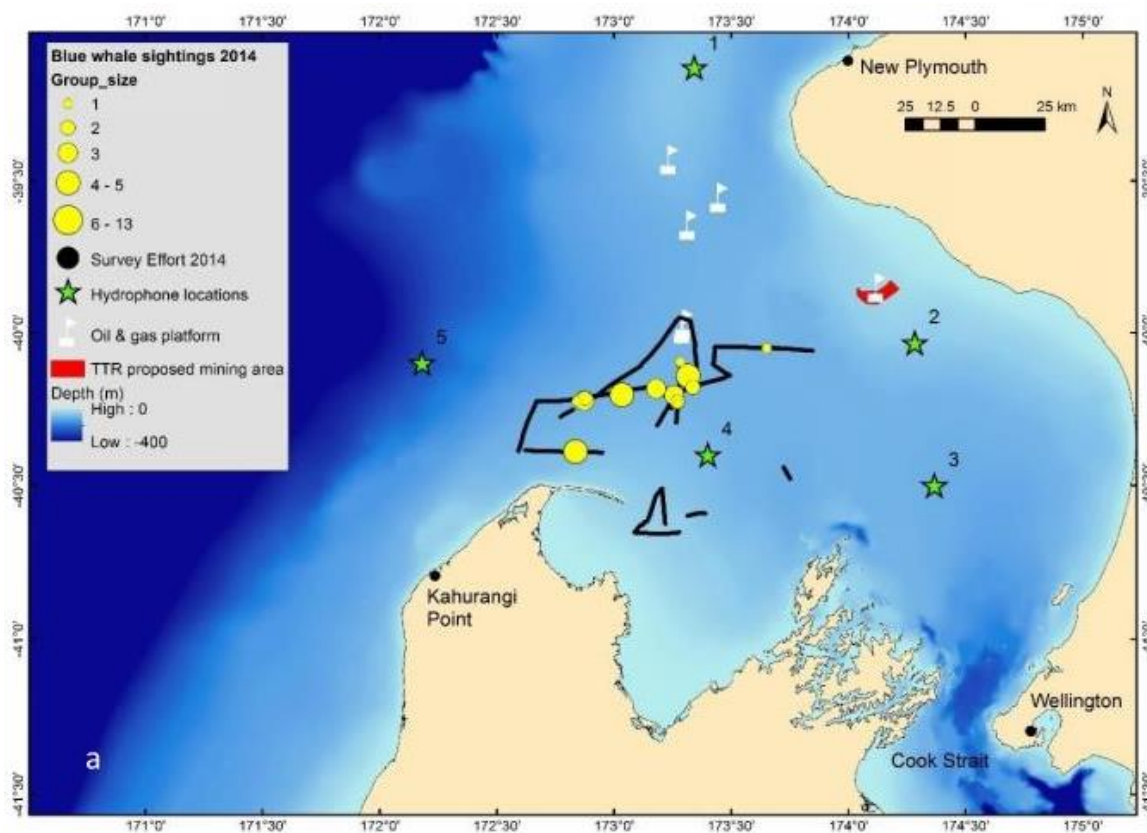 171°0' 171°30' 172°0' 172°30' 173°0' 173°30' 174°0' 174°30' 175°0'
Blue whale sightings 2014
Group_size
1
2
3
4 - 5
6 - 13
Survey Effort 2014
Hydrophone locations
Oil & gas platform
TTR proposed mining area
Depth (m)
High : 0
Low : -400
1
New Plymouth
25 12.5 0 25 km
N
-39°30'
2
5
4
3
Kahurangi
Point
-41°0'
Wellington
Cook Strait
a
-41°30'
171°0' 171°30' 172°0' 172°30' 173°0' 173°30' 174°0' 174°30' 175°0'